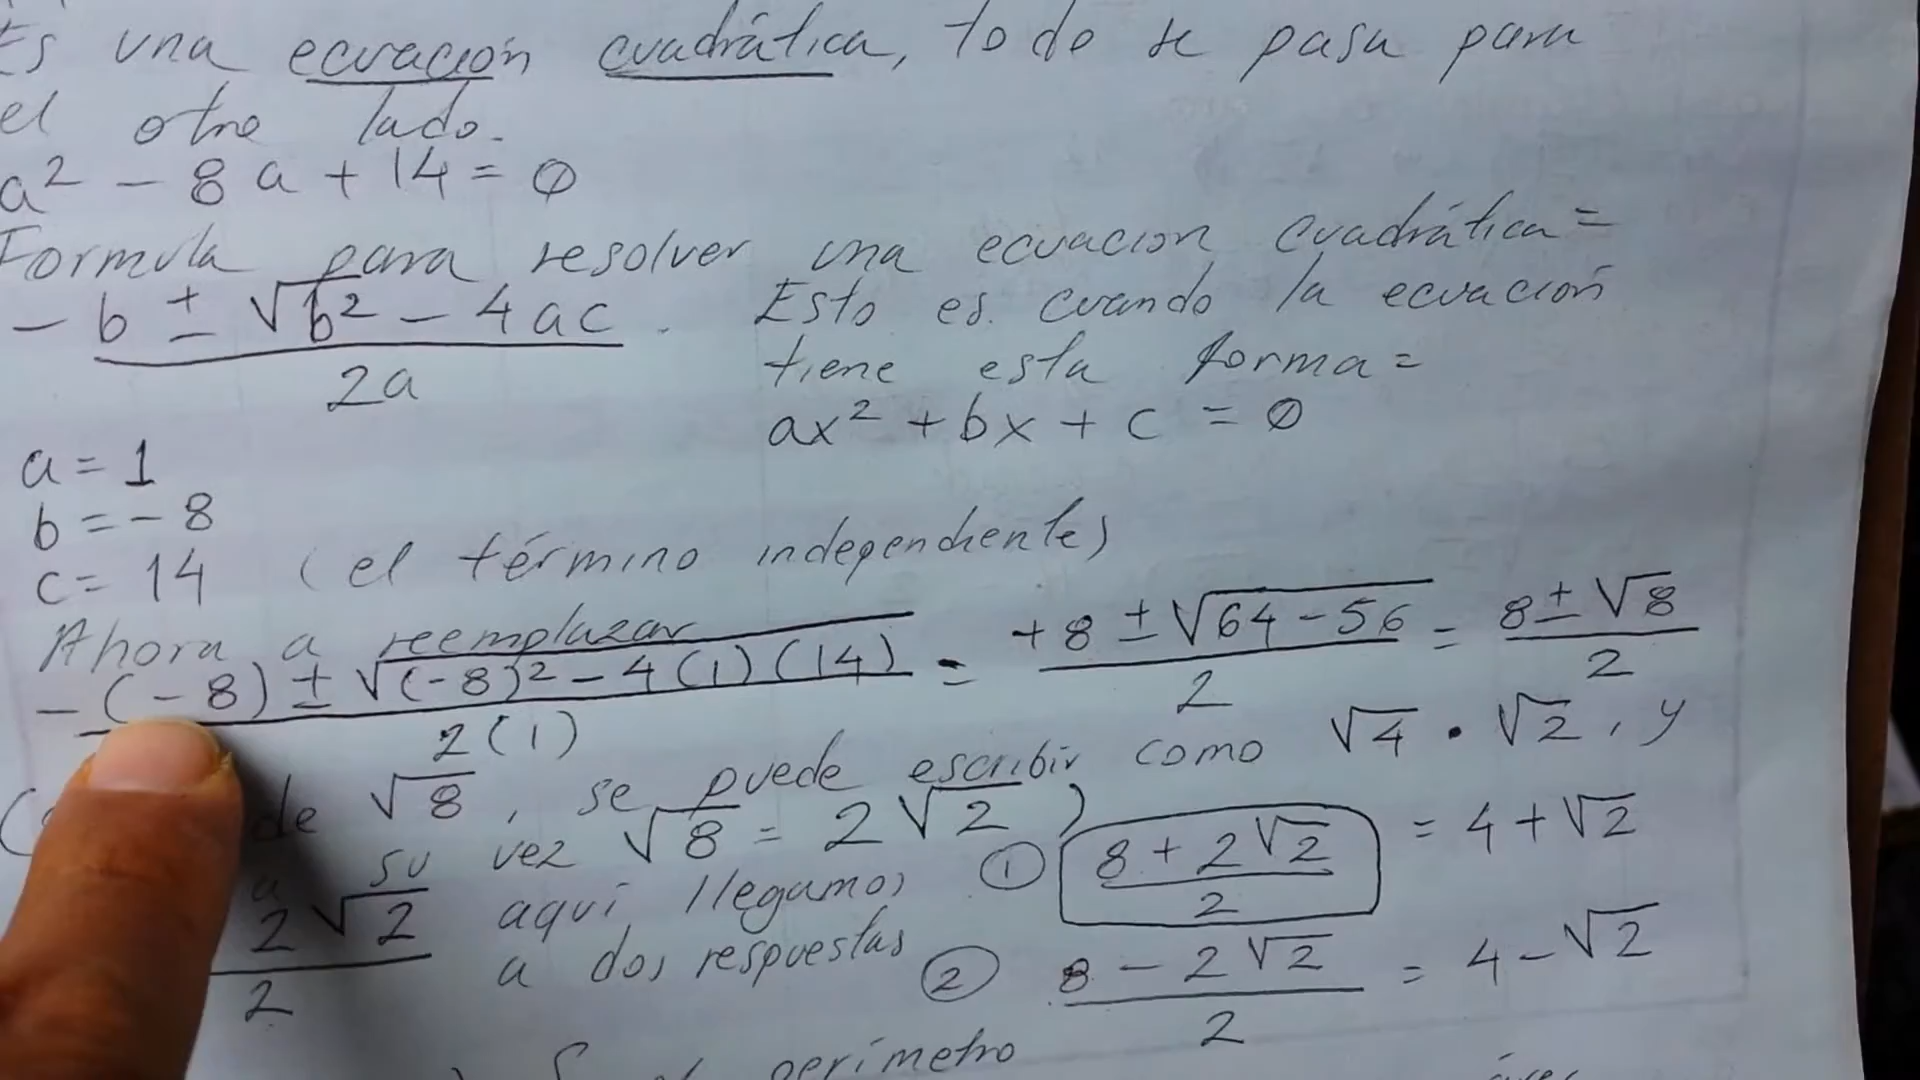 Es una ecuación cuadrática, todo se pasa para
el otro lado.
a² - 8a + 14 = 0
Formula para resolver una ecuacion cuadrática =
- b ± √b² - 4ac
2a
Esto es cuando la ecuación
tiene esta forma =
ax² + bx + c = 0
a = 1
b = - 8
c = 14 (el término independiente)
Ahora a reemplazar
-(-8) ± √(-8)² - 4(1)(14) / 2(1) = +8 ± √64 - 56 / 2 = 8 ± √8 / 2
de √8, se puede escribir como √4 · √2, y
a su vez √8 = 2√2)
2√2 / 2 aquí llegamos
a dos respuestas
① 8 + 2√2 / 2 = 4 + √2
② 8 - 2√2 / 2 = 4 - √2
perímetro